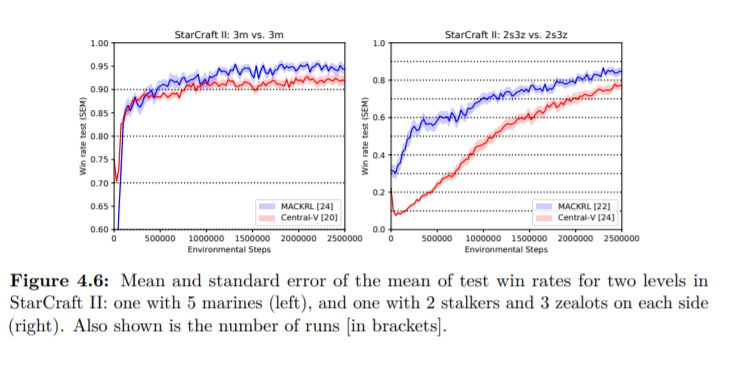 StarCraft II: 3m vs. 3m
1.00
0.95
0.90
0.85
0.80
0.75
0.70
0.65
0.60
Win rate test (SEM)
MACKRL [24]
Central-V [20]
0 500000 1000000 1500000 2000000 2500000
Environmental Steps
StarCraft II: 2s3z vs. 2s3z
1.0
0.8
0.6
0.4
0.2
0.0
Win rate test (SEM)
MACKRL [22]
Central-V [24]
0 500000 1000000 1500000 2000000 2500000
Environmental Steps
Figure 4.6: Mean and standard error of the mean of test win rates for two levels in
StarCraft II: one with 5 marines (left), and one with 2 stalkers and 3 zealots on each side
(right). Also shown is the number of runs [in brackets].